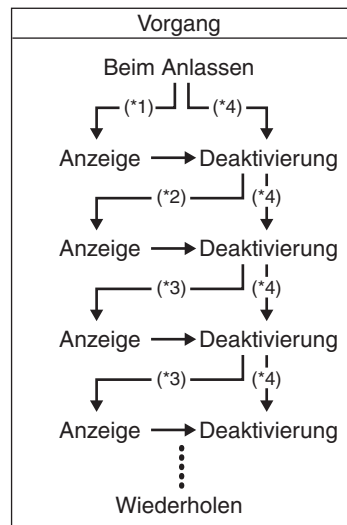 Vorgang
Beim Anlassen
(*1) (*4)
Anzeige Deaktivierung
(*2) (*4)
Anzeige Deaktivierung
(*3) (*4)
Anzeige Deaktivierung
(*3) (*4)
Anzeige Deaktivierung
Wiederholen